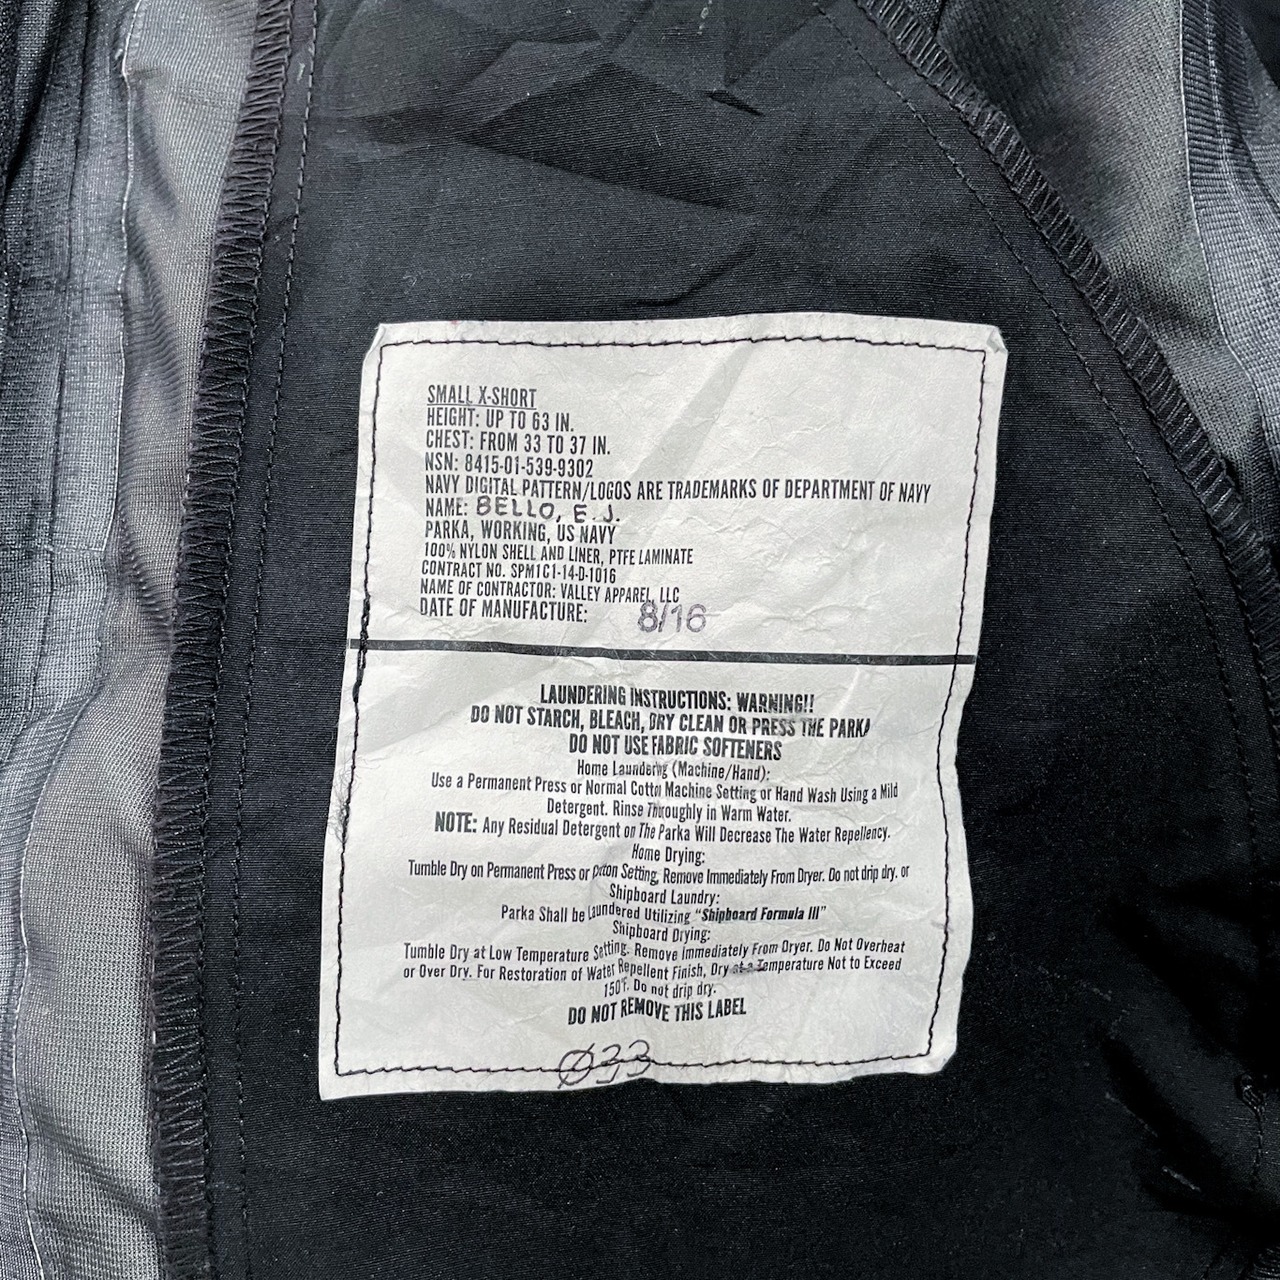 SMALL X-SHORT
HEIGHT: UP TO 63 IN.
CHEST: FROM 33 TO 37 IN.
NSN: 8415-01-539-9302
NAVY DIGITAL PATTERN/LOGOS ARE TRADEMARKS OF DEPARTMENT OF NAVY
NAME: BELLO, E.J.
PARKA, WORKING, US NAVY
100% NYLON SHELL AND LINER, PTFE LAMINATE
CONTRACT NO. SPM1C1-14-D-1016
NAME OF CONTRACTOR: VALLEY APPAREL, LLC
DATE OF MANUFACTURE: 8/16
LAUNDERING INSTRUCTIONS: WARNING!!
DO NOT STARCH, BLEACH, DRY CLEAN OR PRESS THE PARKA
DO NOT USE FABRIC SOFTENERS
Home Laundering (Machine/Hand):
Use a Permanent Press or Normal Cotton Machine Setting or Hand Wash Using a Mild
Detergent. Rinse Throughly in Warm Water.
NOTE: Any Residual Detergent on The Parka Will Decrease The Water Repellency.
Home Drying:
Tumble Dry on Permanent Press or Cotton Setting, Remove Immediately From Dryer. Do not drip dry. or
Shipboard Laundry:
Parka Shall be Laundered Utilizing "Shipboard Formula III"
Shipboard Drying:
Tumble Dry at Low Temperature Setting. Remove Immediately From Dryer. Do Not Overheat
or Over Dry. For Restoration of Water Repellent Finish, Dry at a Temperature Not to Exceed
150°F. Do not drip dry.
DO NOT REMOVE THIS LABEL
Ø33